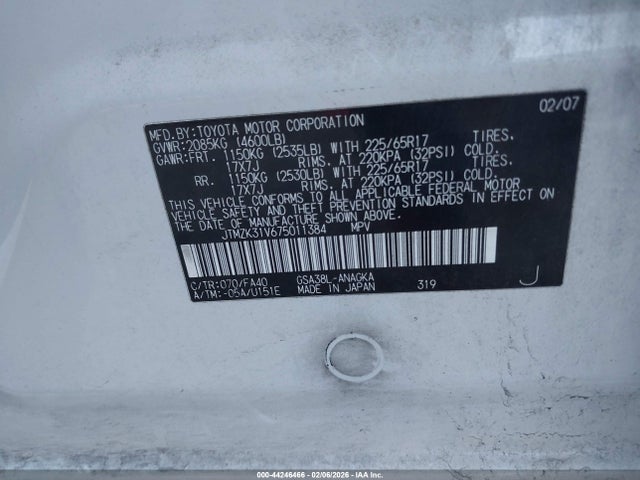 02/07
MFD.BY:TOYOTA MOTOR CORPORATION
GVWR:2085KG (4600LB)
GAWR:FRT. 1150KG (2535LB) WITH 225/65R17 TIRES.
17X7J RIMS. AT 220KPA (32PSI) COLD.
RR. 1150KG (2530LB) WITH 225/65R17 TIRES.
17X7J RIMS. AT 220KPA (32PSI) COLD.
THIS VEHICLE CONFORMS TO ALL APPLICABLE FEDERAL MOTOR
VEHICLE SAFETY AND THEFT PREVENTION STANDARDS IN EFFECT ON
THE DATE OF MANUFACTURE SHOWN ABOVE.
JTMZK31V675011384 MPV
C/TR:070/FA40 GSA38L-ANAGKA
A/TM:-05A/U151E MADE IN JAPAN 319 J
000-44246466 - 02/06/2026 - IAA Inc.